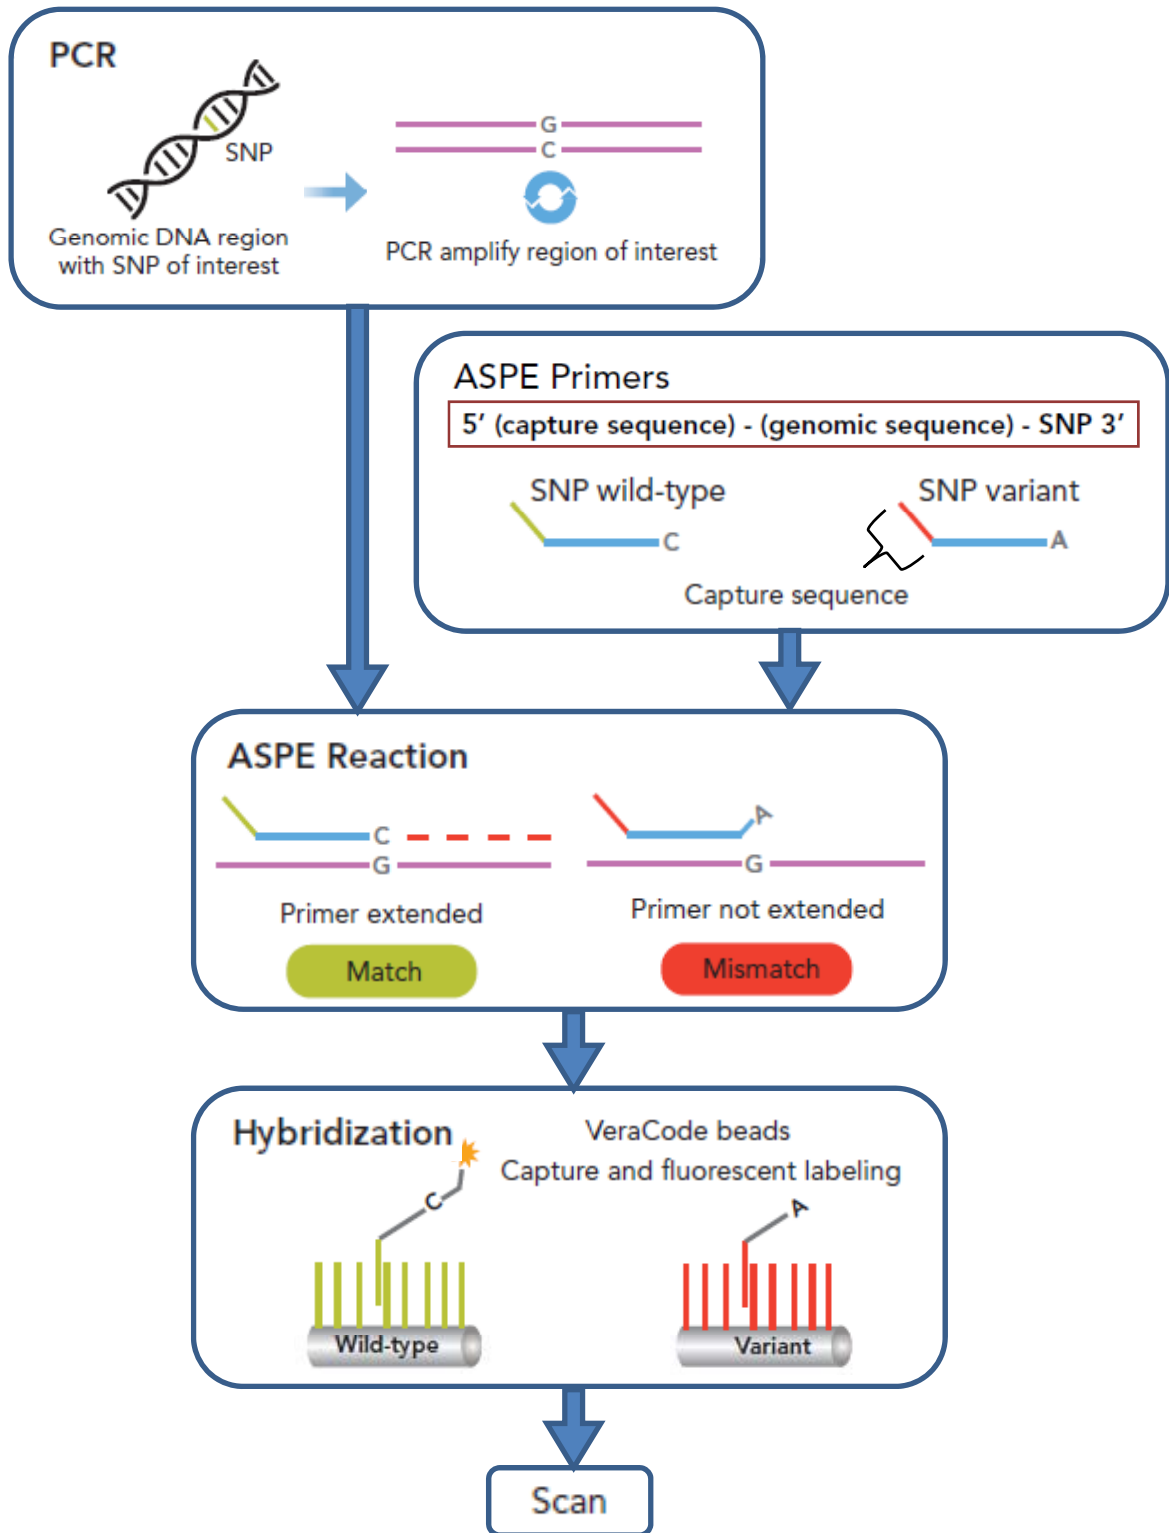 PCR
SNP
G
C
Genomic DNA region
with SNP of interest
PCR amplify region of interest
ASPE Primers
5′ (capture sequence) - (genomic sequence) - SNP 3′
SNP wild-type
SNP variant
C
A
Capture sequence
ASPE Reaction
C
G
A
G
Primer extended
Primer not extended
Match
Mismatch
Hybridization
VeraCode beads
Capture and fluorescent labeling
C
A
Wild-type
Variant
Scan